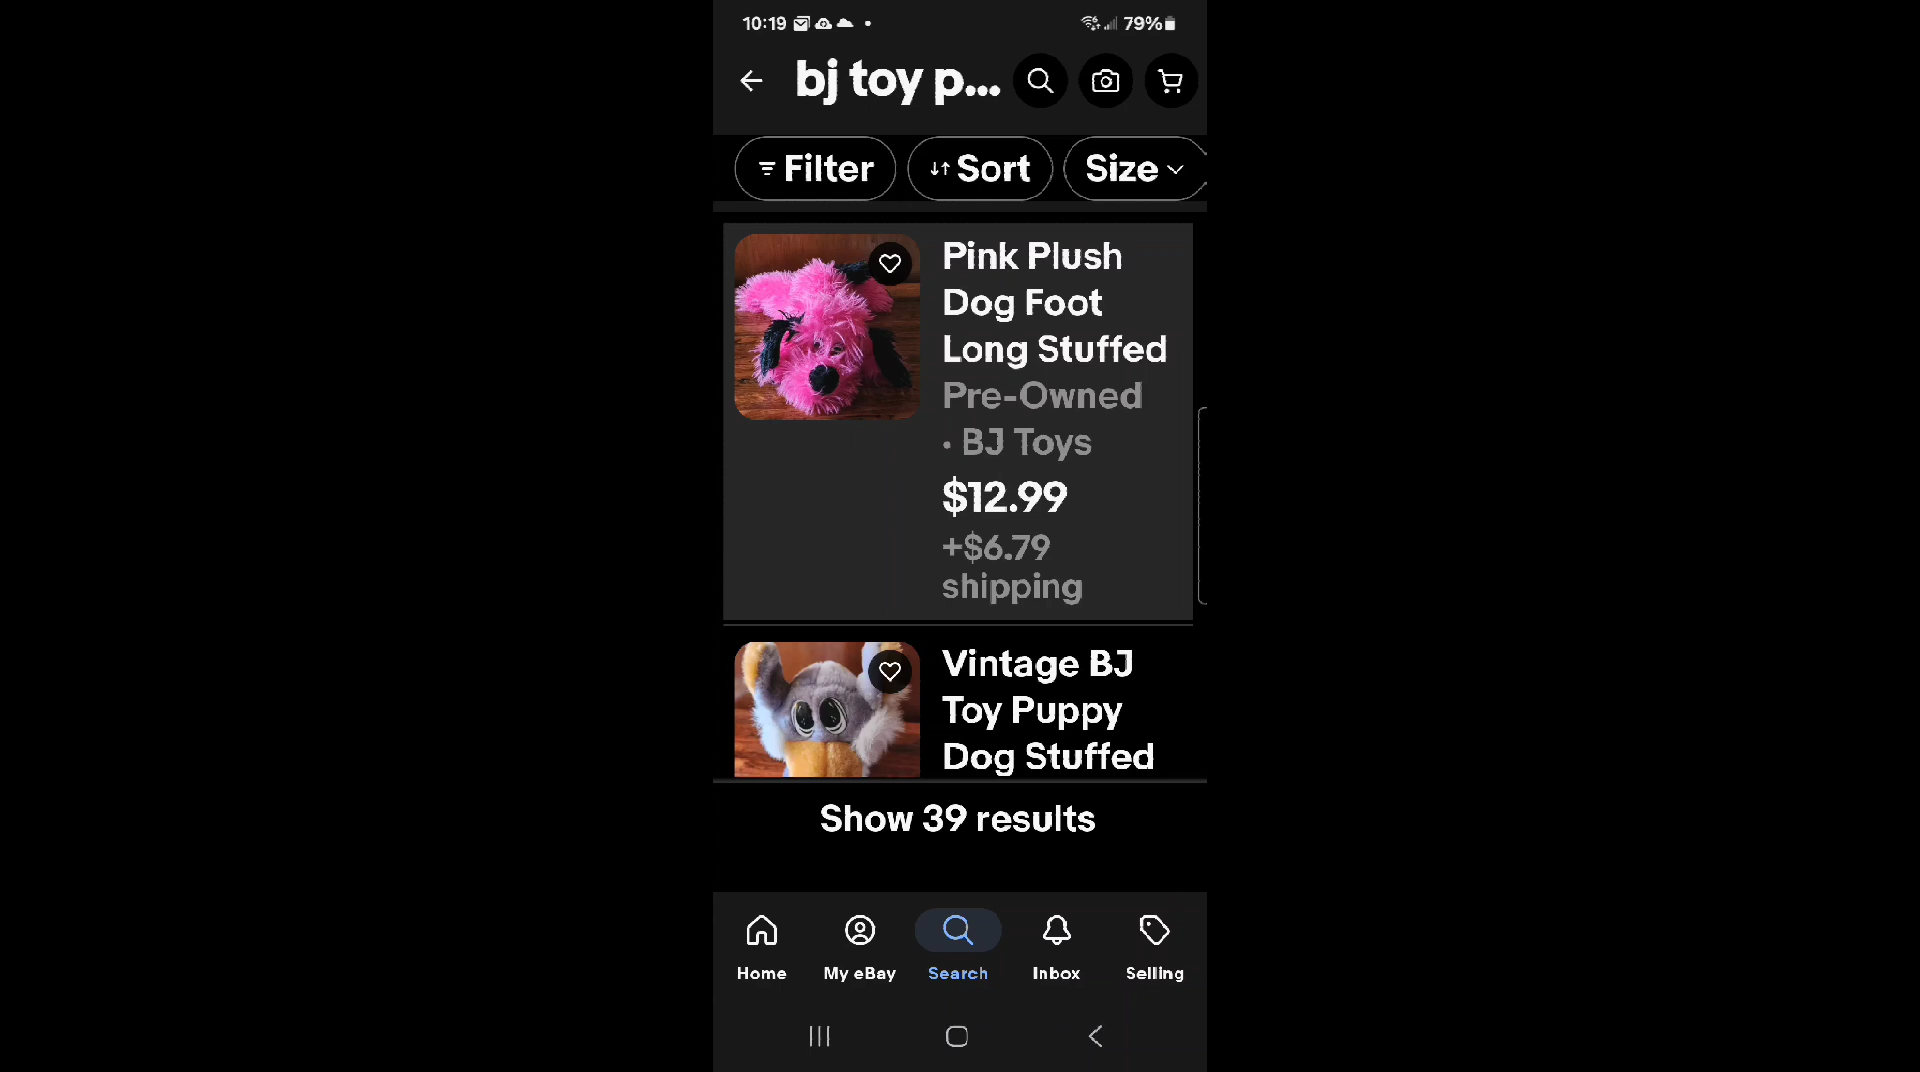 10:19
79%
bj toy p...
Filter
Sort
Size
Pink Plush
Dog Foot
Long Stuffed
Pre-Owned
· BJ Toys
$12.99
+$6.79
shipping
Vintage BJ
Toy Puppy
Dog Stuffed
Show 39 results
Home
My eBay
Search
Inbox
Selling